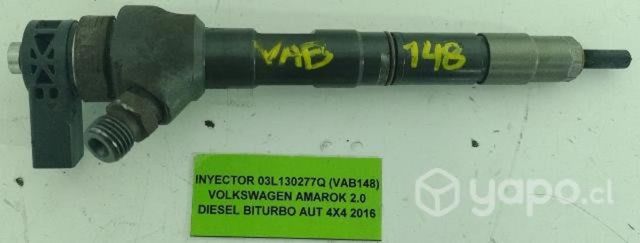 VAB 148
INYECTOR 03L130277Q (VAB148)
VOLKSWAGEN AMAROK 2.0
DIESEL BITURBO AUT 4X4 2016
yapo.cl